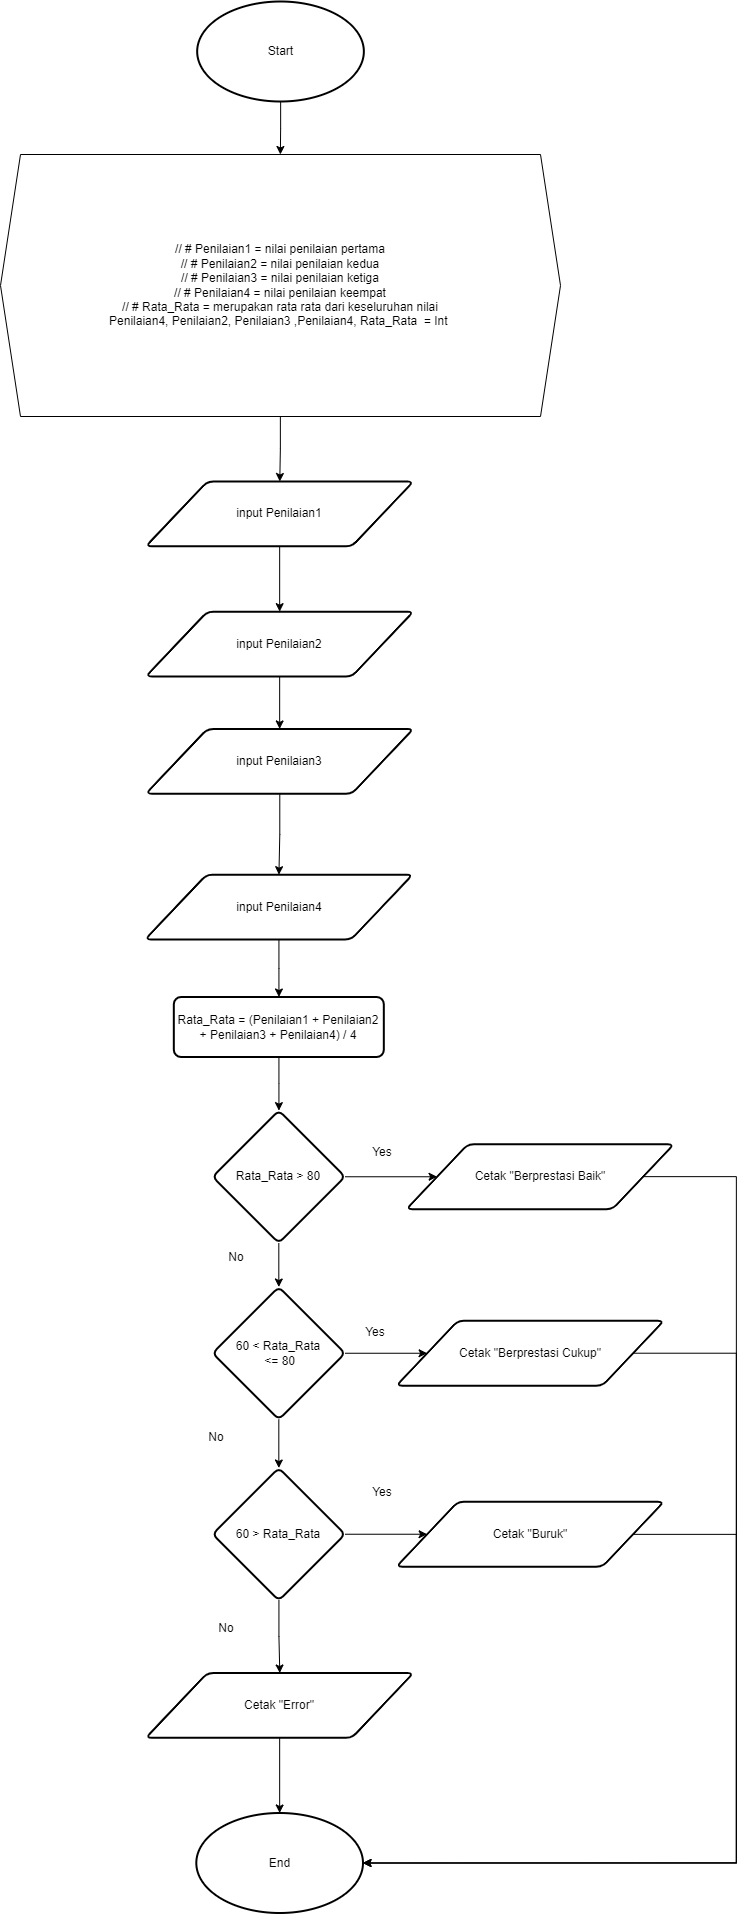 Start
// # Penilaian1 = nilai penilaian pertama
// # Penilaian2 = nilai penilaian kedua
// # Penilaian3 = nilai penilaian ketiga
// # Penilaian4 = nilai penilaian keempat
// # Rata_Rata = merupakan rata rata dari keseluruhan nilai
Penilaian4, Penilaian2, Penilaian3 ,Penilaian4, Rata_Rata = Int
input Penilaian1
input Penilaian2
input Penilaian3
input Penilaian4
Rata_Rata = (Penilaian1 + Penilaian2
+ Penilaian3 + Penilaian4) / 4
Rata_Rata > 80
Yes
Cetak "Berprestasi Baik"
No
60 < Rata_Rata
<= 80
Yes
Cetak "Berprestasi Cukup"
No
60 > Rata_Rata
Yes
Cetak "Buruk"
No
Cetak "Error"
End